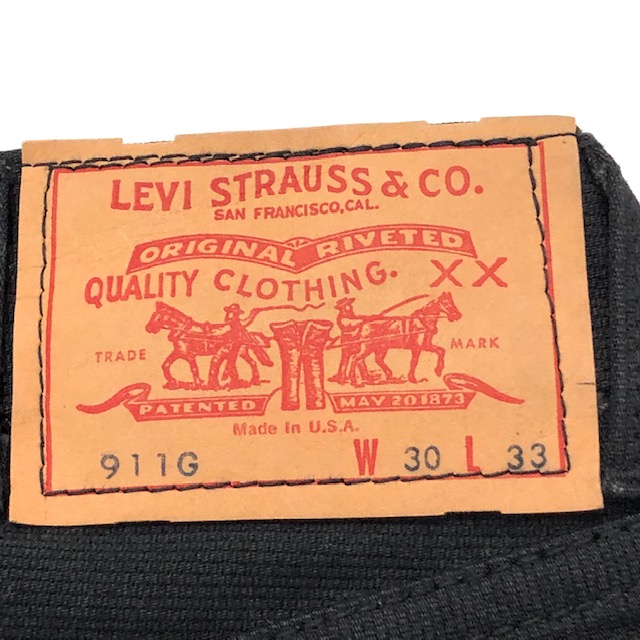 LEVI STRAUSS & CO.
SAN FRANCISCO, CAL.
ORIGINAL RIVETED
QUALITY CLOTHING. XX
TRADE MARK
PATENTED MAY 20 1873
Made in U.S.A.
911G W 30 L 33